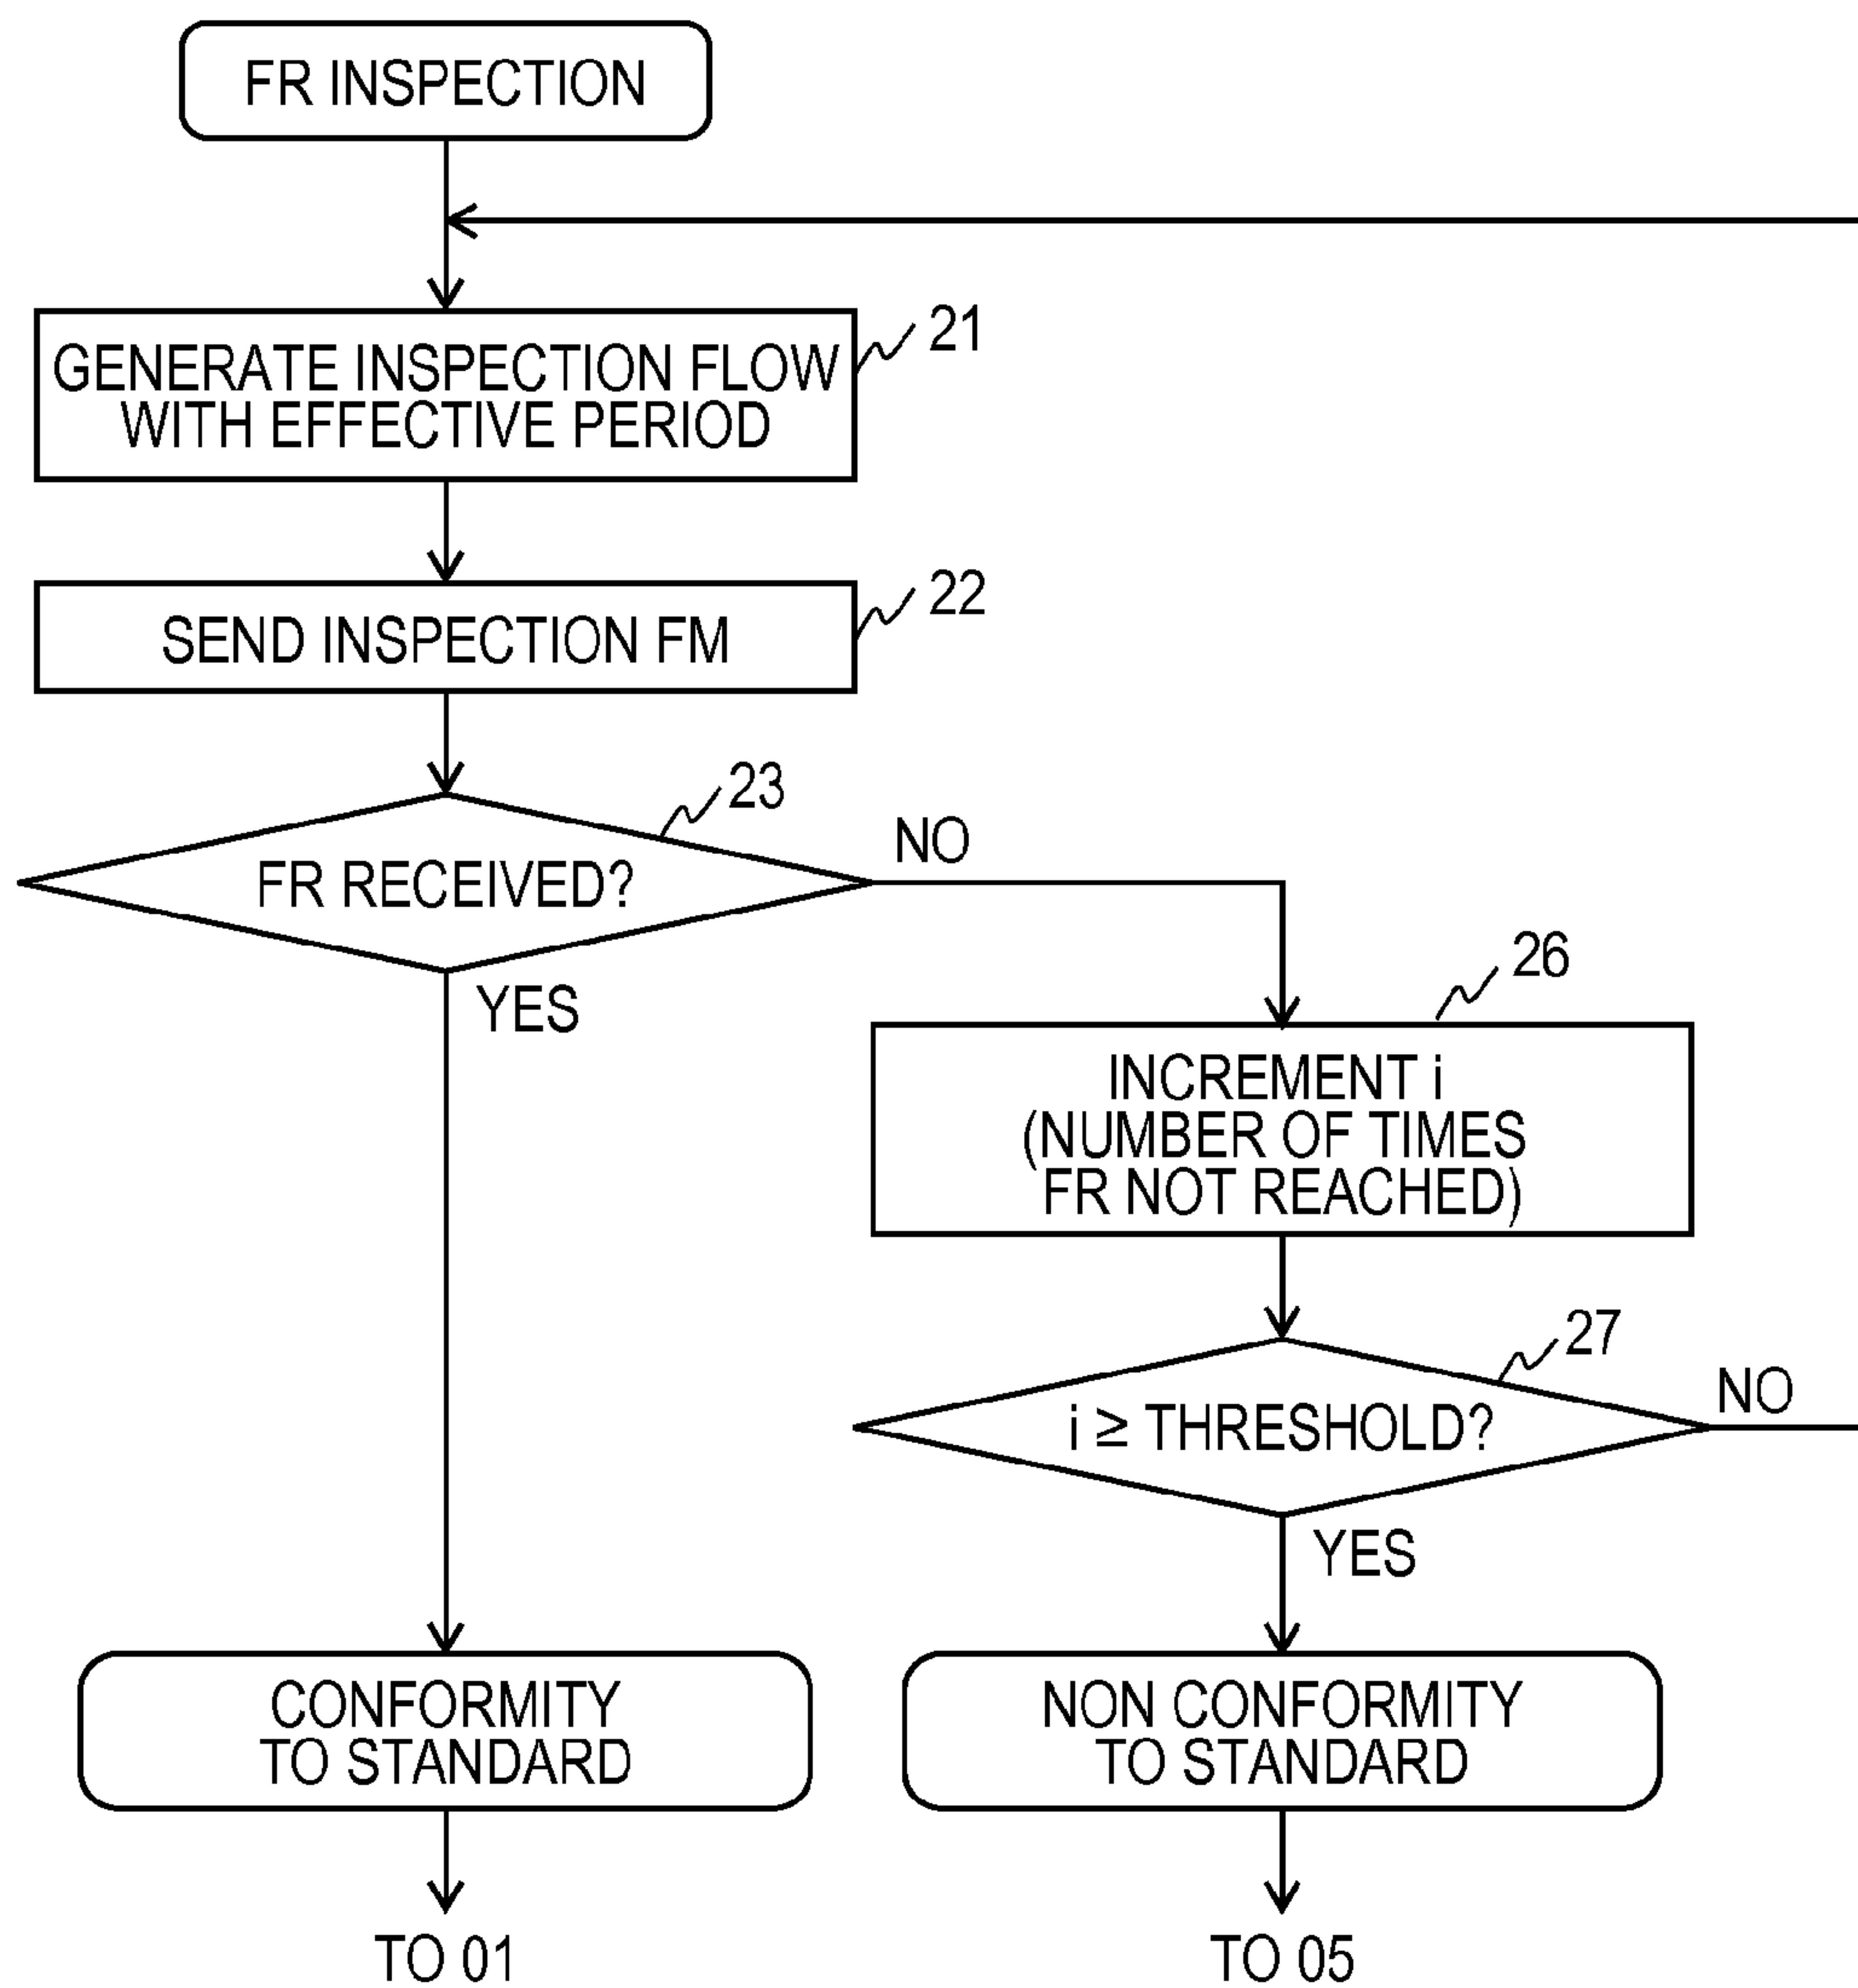 FR INSPECTION
GENERATE INSPECTION FLOW
WITH EFFECTIVE PERIOD
21
SEND INSPECTION FM
22
23
FR RECEIVED?
NO
YES
26
INCREMENT i
(NUMBER OF TIMES
FR NOT REACHED)
27
i ≥ THRESHOLD?
NO
YES
CONFORMITY
TO STANDARD
NON CONFORMITY
TO STANDARD
TO 01
TO 05